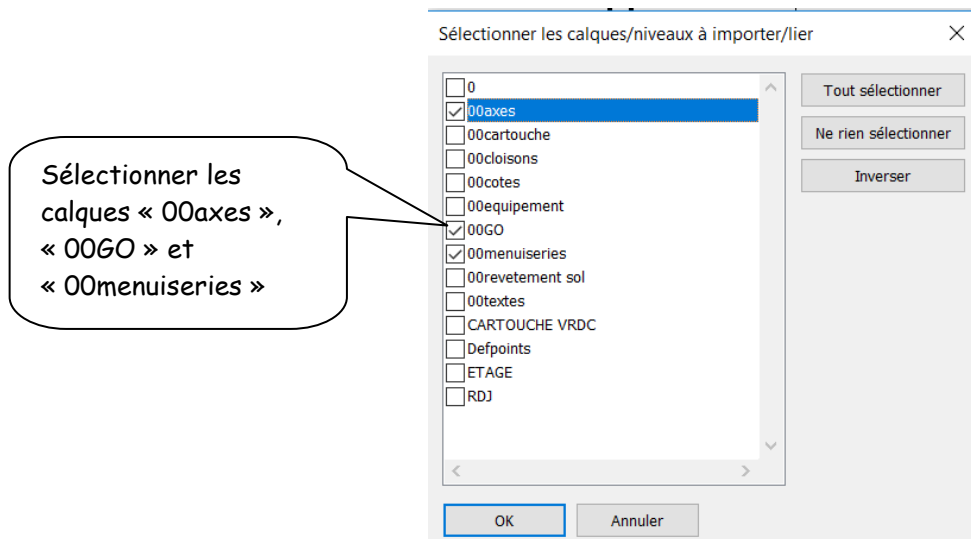 Sélectionner les calques/niveaux à importer/lier
Sélectionner les
calques « 00axes »,
« 00GO » et
« 00menuiseries »
0
00axes
00cartouche
00cloisons
00cotes
00equipement
00GO
00menuiseries
00revetement sol
00textes
CARTOUCHE VRDC
Defpoints
ETAGE
RDJ
Tout sélectionner
Ne rien sélectionner
Inverser
OK
Annuler